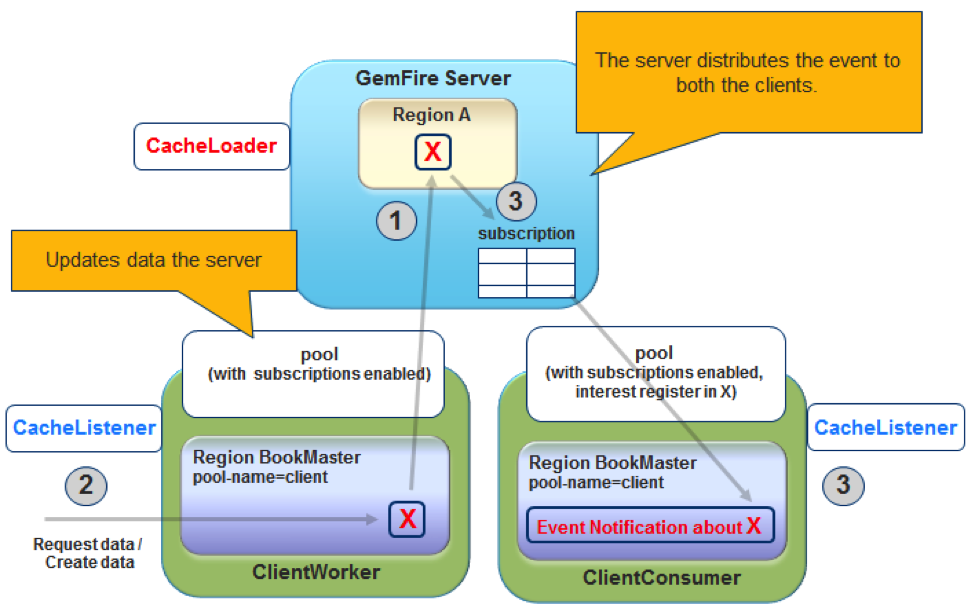 The server distributes the event to
both the clients.
GemFire Server
Region A
X
CacheLoader
1
3
subscription
Updates data the server
pool
(with subscriptions enabled)
pool
(with subscriptions enabled,
interest register in X)
CacheListener
CacheListener
2
3
Region BookMaster
pool-name=client
X
Region BookMaster
pool-name=client
Event Notification about X
Request data /
Create data
ClientWorker
ClientConsumer